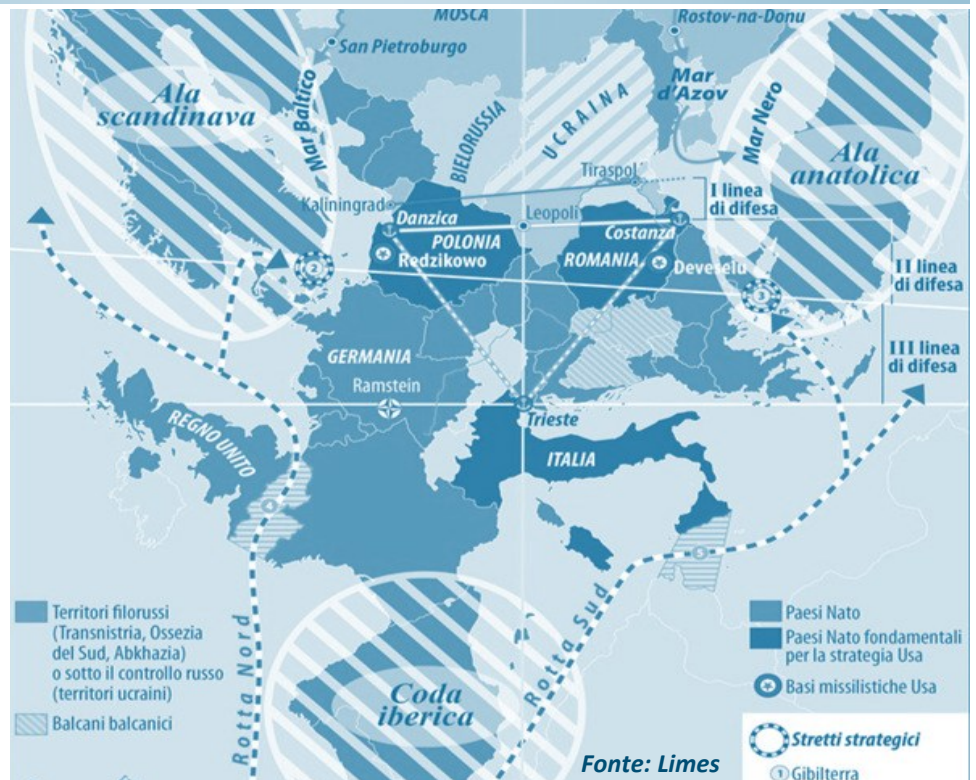 MOSCA
Rostov-na-Donu
San Pietroburgo
Ala
scandinava
Mar Baltico
BIELORUSSIA
UCRAINA
Mar
d'Azov
Mar Nero
Ala
anatolica
Tiraspol'
Kaliningrad
I linea
di difesa
Danzica
Leopoli
Costanza
POLONIA
Redzikowo
ROMANIA
Deveselu
II linea
di difesa
2
3
GERMANIA
III linea
di difesa
Ramstein
Trieste
REGNO UNITO
ITALIA
4
5
Territori filorussi
(Transnistria, Ossezia
del Sud, Abkhazia)
o sotto il controllo russo
(territori ucraini)
Balcani balcanici
Rotta Nord
Rotta Sud
Coda
iberica
Paesi Nato
Paesi Nato fondamentali
per la strategia Usa
Basi missilistiche Usa
Stretti strategici
1 Gibilterra
Fonte: Limes